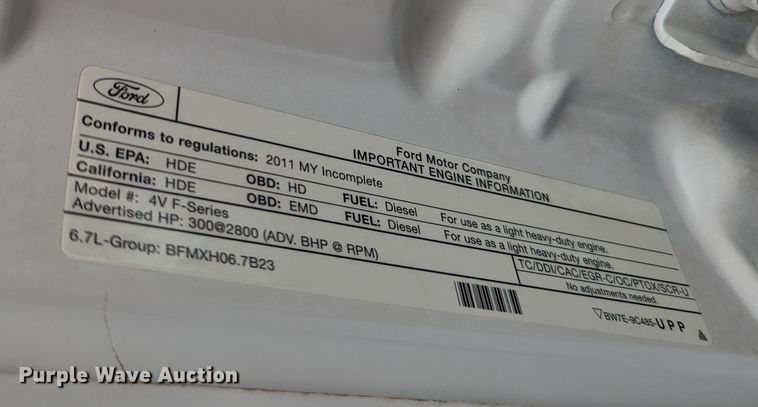 Ford
Ford Motor Company
IMPORTANT ENGINE INFORMATION
Conforms to regulations: 2011 MY Incomplete
U.S. EPA: HDE OBD: HD FUEL: Diesel For use as a light heavy-duty engine.
California: HDE OBD: EMD FUEL: Diesel For use as a light heavy-duty engine.
Model #: 4V F-Series
Advertised HP: 300@2800 (ADV. BHP @ RPM)
TC/DDI/CAC/EGR-C/OC/PTOX/SCR-U
6.7L-Group: BFMXH06.7B23
No adjustments needed.
BW7E-9C485-UPP
Purple Wave Auction